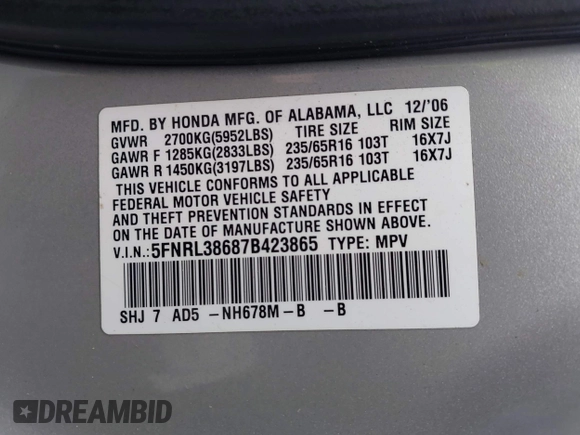 MFD. BY HONDA MFG. OF ALABAMA, LLC 12/'06
GVWR 2700KG(5952LBS) TIRE SIZE RIM SIZE
GAWR F 1285KG(2833LBS) 235/65R16 103T 16X7J
GAWR R 1450KG(3197LBS) 235/65R16 103T 16X7J
THIS VEHICLE CONFORMS TO ALL APPLICABLE
FEDERAL MOTOR VEHICLE SAFETY
AND THEFT PREVENTION STANDARDS IN EFFECT
ON THE DATE OF MANUFACTURE SHOWN ABOVE.
V.I.N.:5FNRL38687B423865 TYPE: MPV
SHJ 7 AD5 -NH678M-B -B
DREAMBID